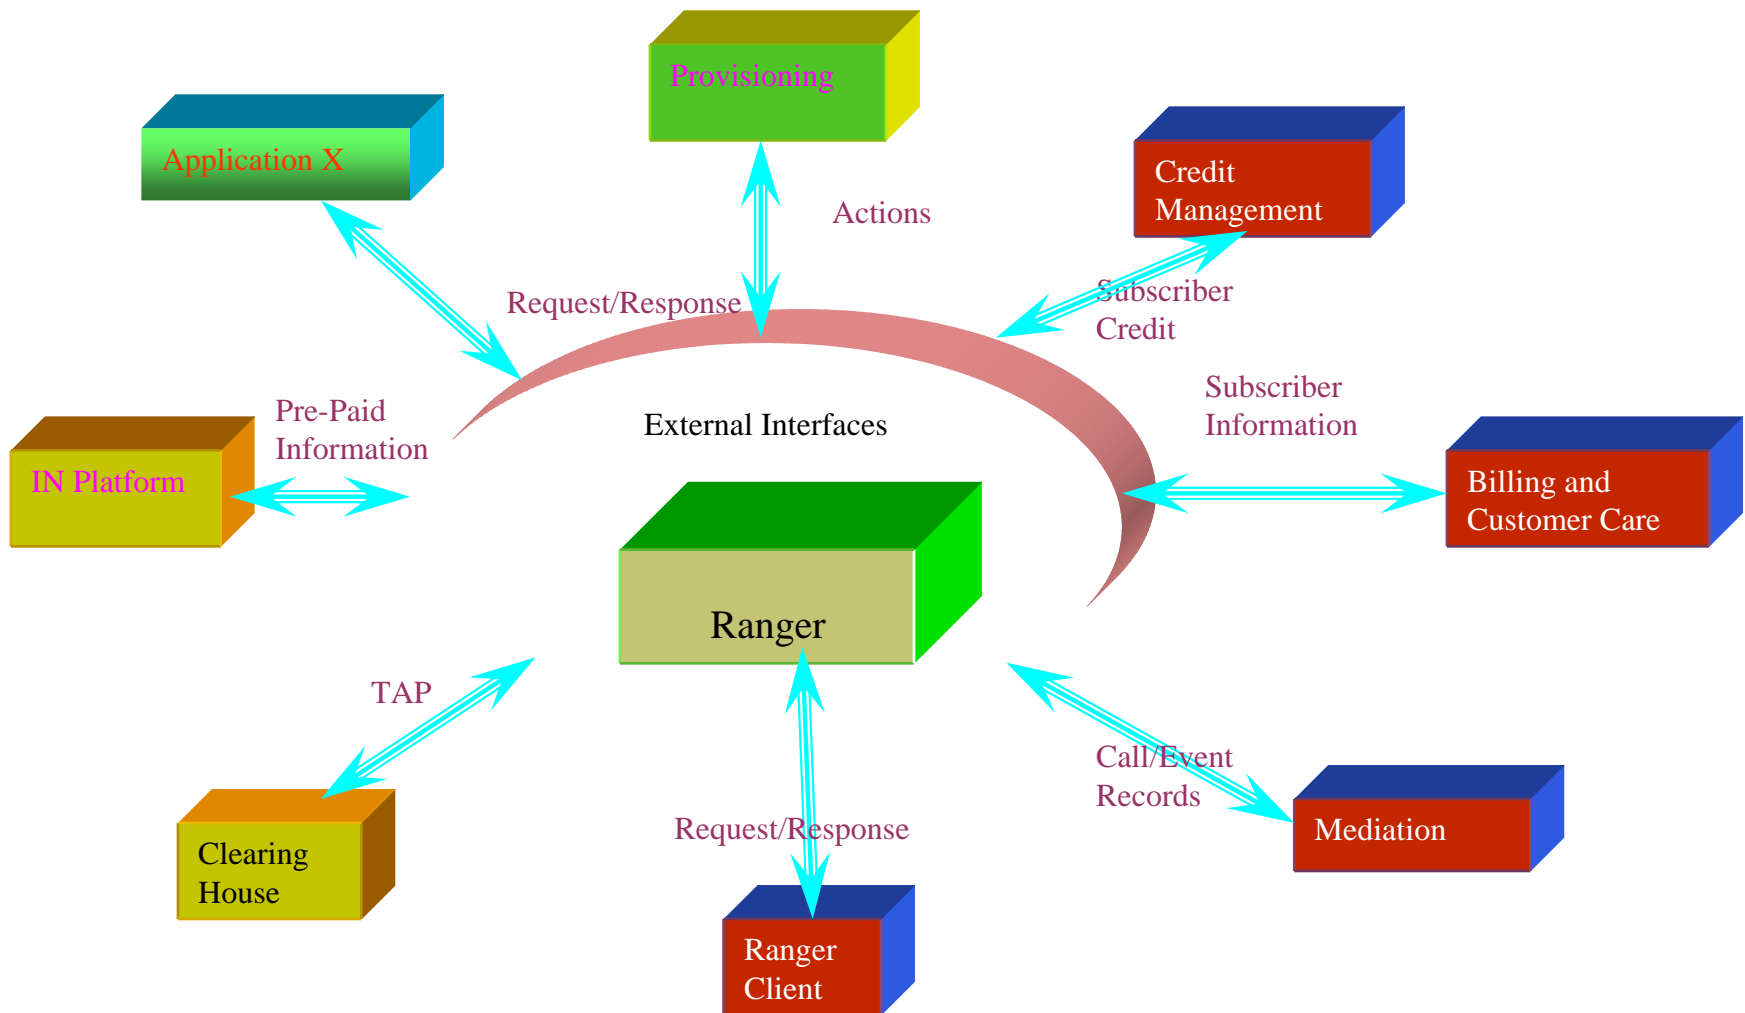 Provisioning
Application X
Credit
Management
Actions
Request/Response
Subscriber
Credit
Pre-Paid
Information
Subscriber
Information
External Interfaces
IN Platform
Billing and
Customer Care
Ranger
TAP
Call/Event
Records
Request/Response
Mediation
Clearing
House
Ranger
Client